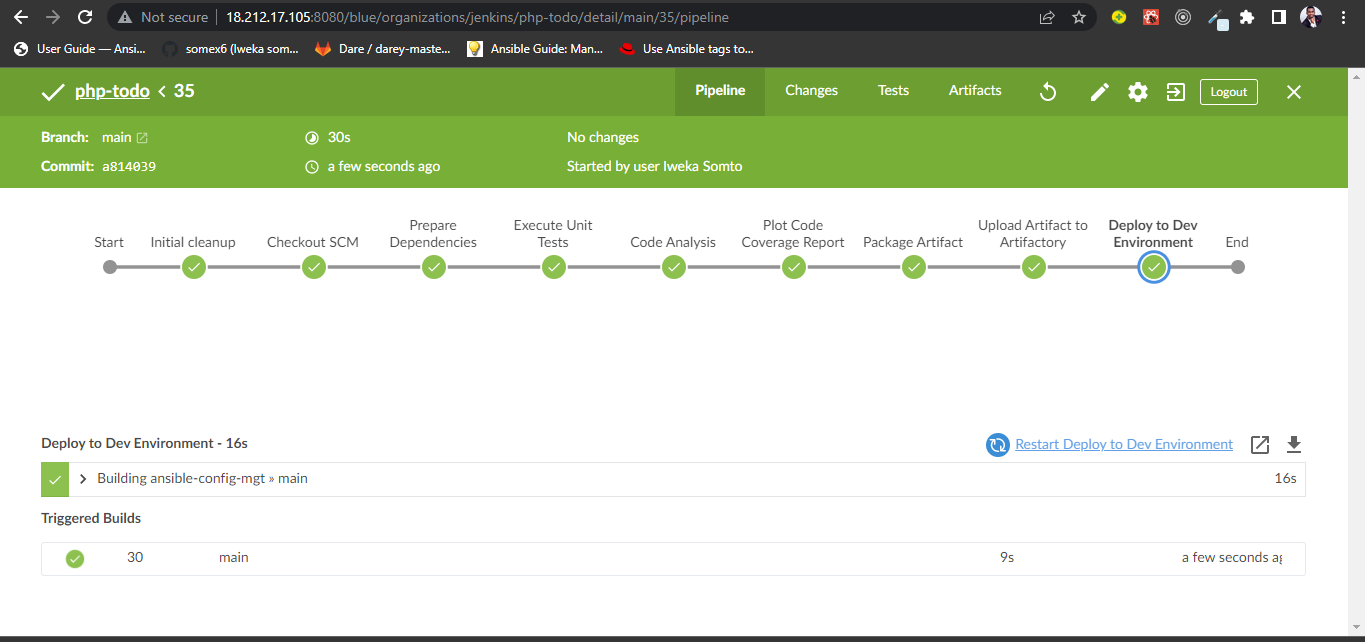 Not secure | 18.212.17.105:8080/blue/organizations/jenkins/php-todo/detail/main/35/pipeline
User Guide — Ansi... somex6 (Iweka som... Dare / darey-maste... Ansible Guide: Man... Use Ansible tags to...
php-todo < 35 Pipeline Changes Tests Artifacts Logout
Branch: main 30s No changes
Commit: a814039 a few seconds ago Started by user Iweka Somto
Start Initial cleanup Checkout SCM Prepare Dependencies Execute Unit Tests Code Analysis Plot Code Coverage Report Package Artifact Upload Artifact to Artifactory Deploy to Dev Environment End
Deploy to Dev Environment - 16s Restart Deploy to Dev Environment
Building ansible-config-mgt » main 16s
Triggered Builds
30 main 9s a few seconds ag